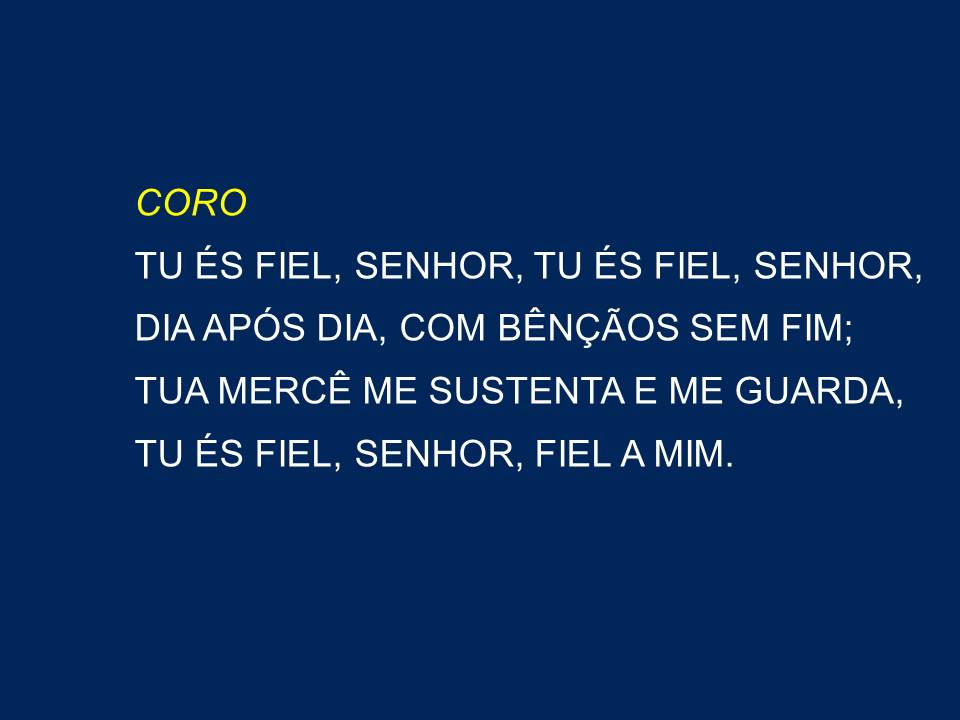 CORO
TU ÉS FIEL, SENHOR, TU ÉS FIEL, SENHOR,
DIA APÓS DIA, COM BÊNÇÃOS SEM FIM;
TUA MERCÊ ME SUSTENTA E ME GUARDA,
TU ÉS FIEL, SENHOR, FIEL A MIM.